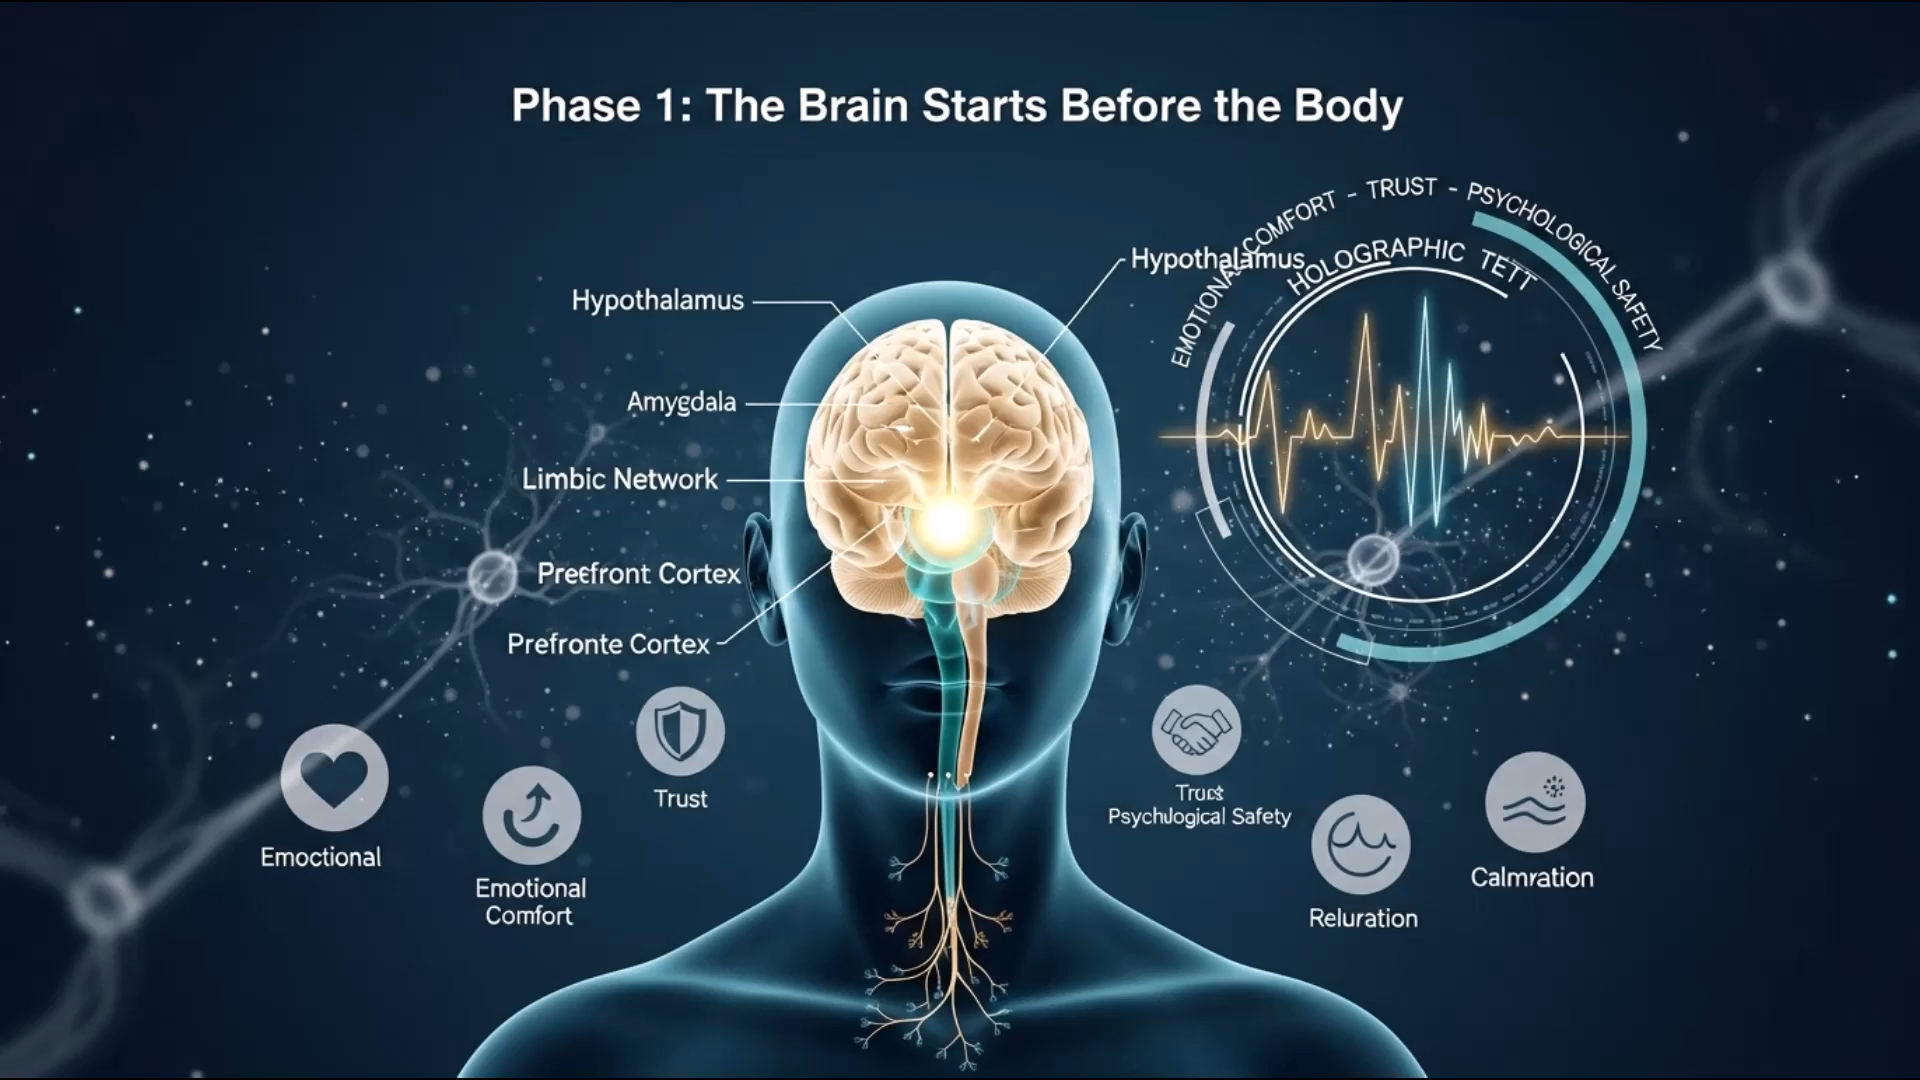 Phase 1: The Brain Starts Before the Body
EMOTIONAL COMFORT - TRUST - PSYCHOLOGICAL SAFETY
HOLOGRAPHIC TETT
Hypothalamus
Hypothalamus
Amygdala
Limbic Network
Preefront Cortex
Prefronte Cortex
Trust
Emoctional
Emotional
Comfort
Trust
Psychlogical Safety
Reluration
Calmration